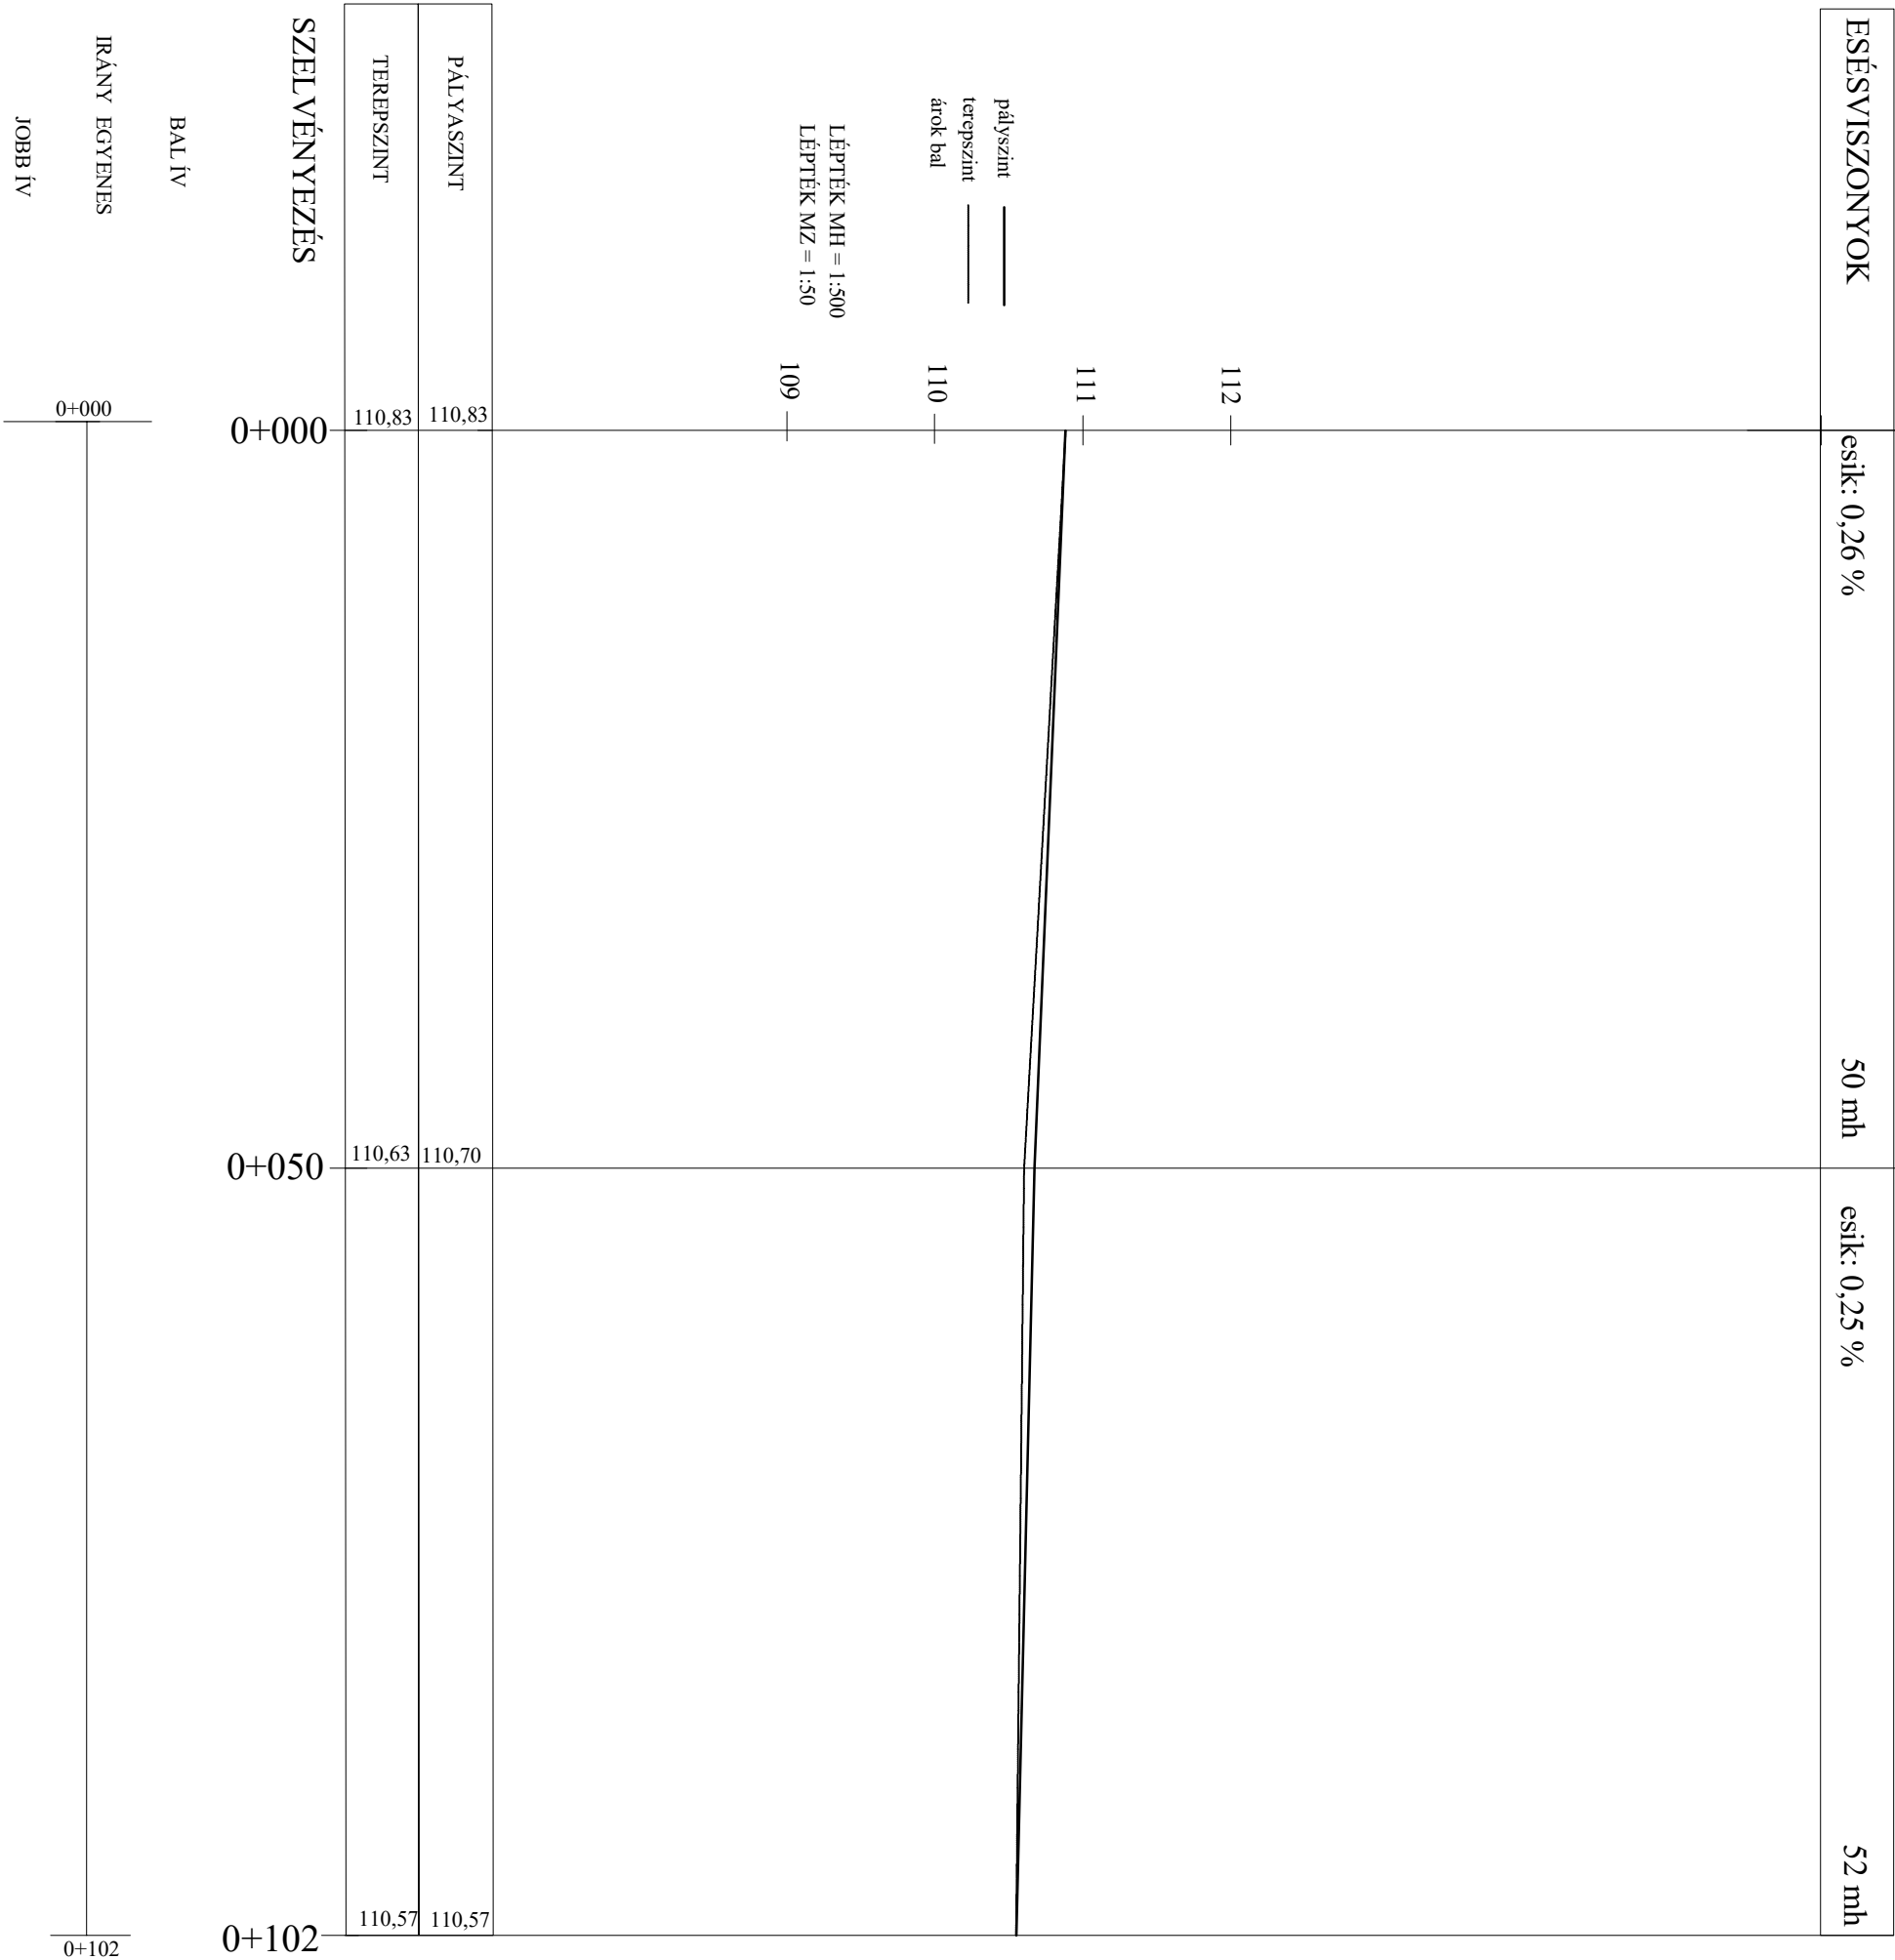 ESÉSVISZONYOK
esik: 0,26 %
50 mh
esik: 0,25 %
52 mh
112
111
110
109
pályszint
terepszint
árok bal
LÉPTÉK MH = 1:500
LÉPTÉK MZ = 1:50
PÁLYASZINT
110,83
110,70
110,57
TEREPSZINT
110,83
110,63
110,57
SZELVÉNYEZÉS
0+000
0+050
0+102
BAL ÍV
IRÁNY EGYENES
JOBB ÍV
0+000
0+102